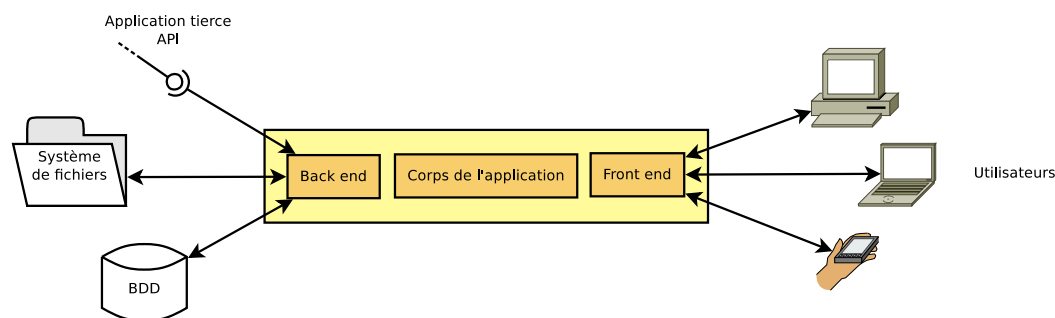 Application tierce
API
Système
de fichiers
Back end
Corps de l'application
Front end
Utilisateurs
BDD